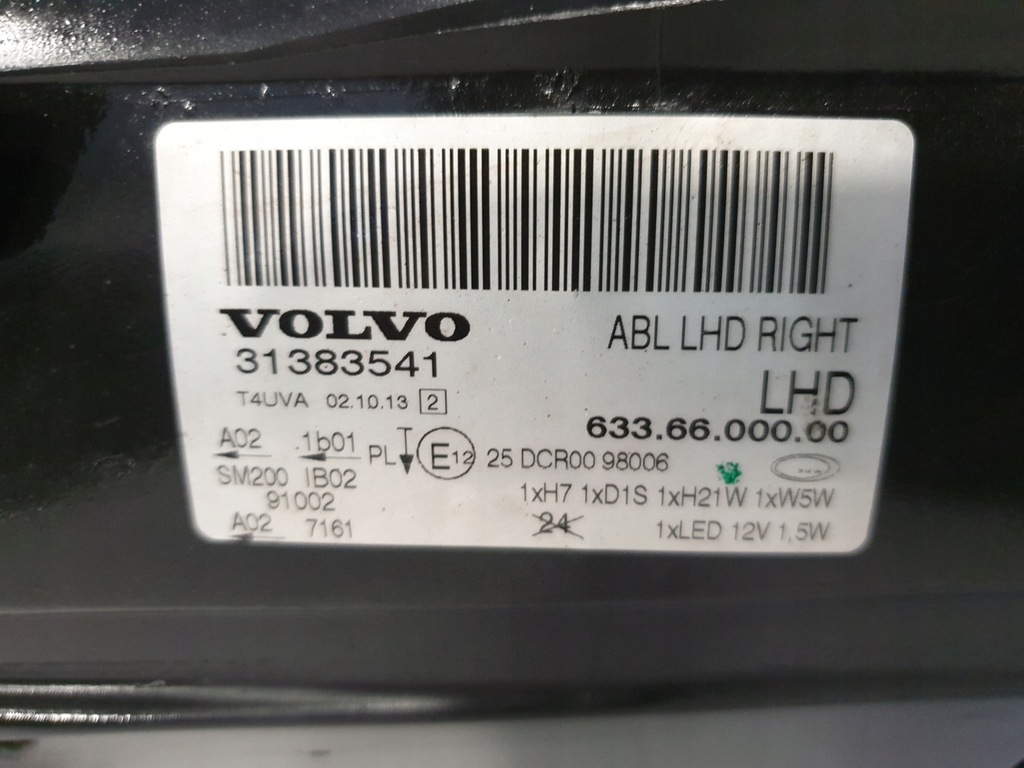 VOLVO
31383541
ABL LHD RIGHT
LHD
T4UVA 02.10.13 2
633.66.000.00
A02 1b01 PL E12 25 DCR00 98006
SM200 IB02
91002
1xH7 1xD1S 1xH21W 1xW5W
A02 7161
24
1xLED 12V 1,5W